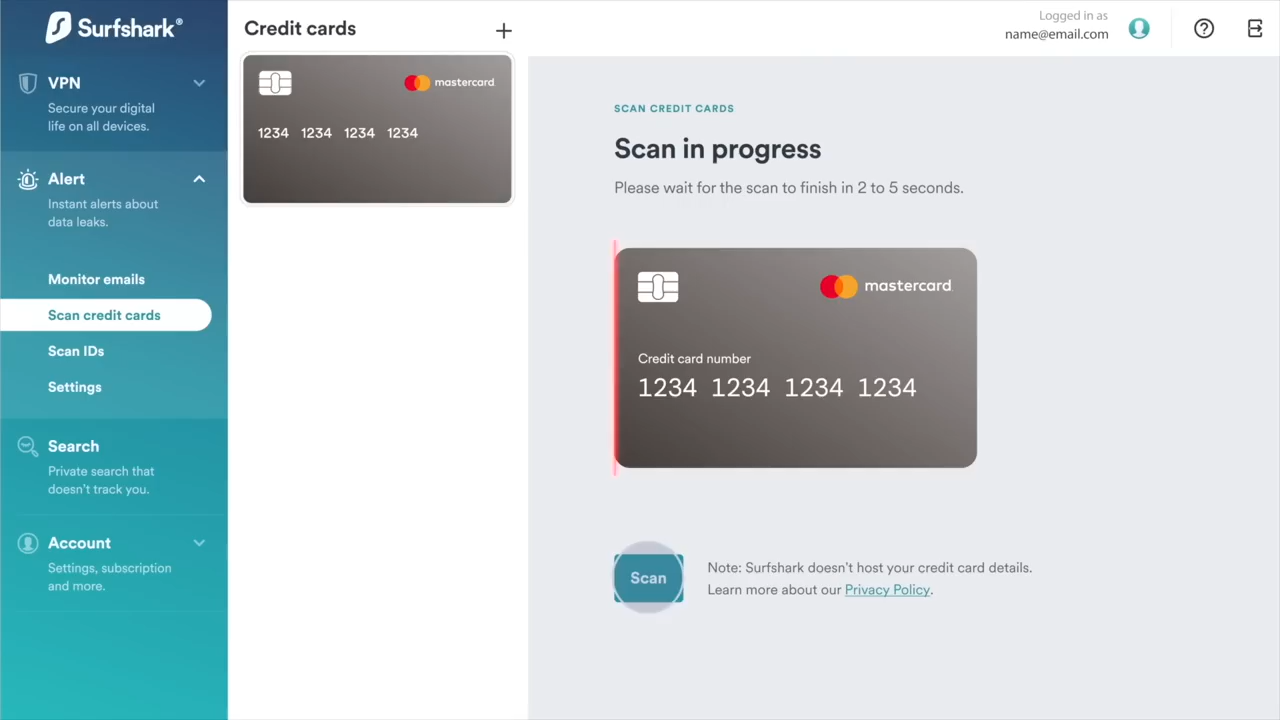 Surfshark®
VPN
Secure your digital
life on all devices.
Alert
Instant alerts about
data leaks.
Monitor emails
Scan credit cards
Scan IDs
Settings
Search
Private search that
doesn't track you.
Account
Settings, subscription
and more.
Credit cards
mastercard
1234 1234 1234 1234
Logged in as
name@email.com
SCAN CREDIT CARDS
Scan in progress
Please wait for the scan to finish in 2 to 5 seconds.
mastercard
Credit card number
1234 1234 1234 1234
Scan
Note: Surfshark doesn't host your credit card details.
Learn more about our Privacy Policy.